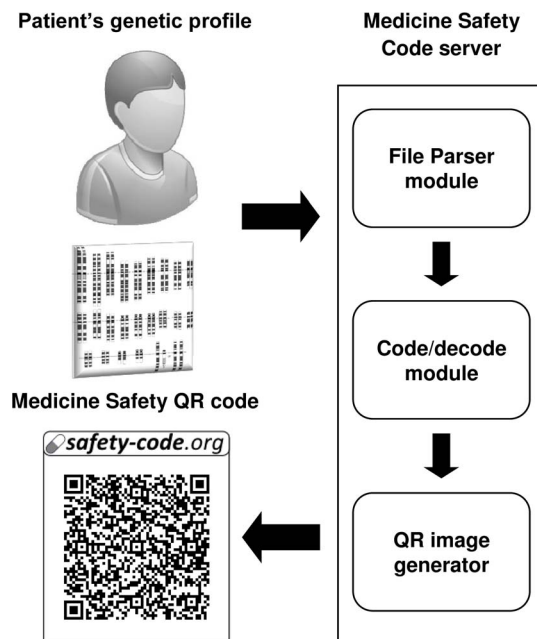 Patient's genetic profile
Medicine Safety
Code server
File Parser
module
Code/decode
module
Medicine Safety QR code
safety-code.org
QR image
generator